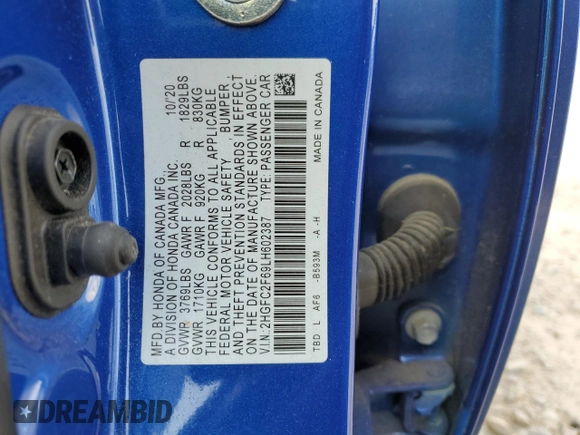 MFD BY HONDA OF CANADA MFG.,
A DIVISION OF HONDA CANADA INC. 10/20
GVWR 3769LBS GAWR F 2028LBS R 1829LBS
GVWR 1710KG GAWR F 920KG R 830KG
THIS VEHICLE CONFORMS TO ALL APPLICABLE
FEDERAL MOTOR VEHICLE SAFETY BUMPER ,
AND THEFT PREVENTION STANDARDS IN EFFECT
ON THE DATE OF MANUFACTURE SHOWN ABOVE.
V.I.N. 2HGFC2F69LH602387 TYPE:PASSENGER CAR
TBD L AF6 -B593M -A -H MADE IN CANADA
DREAMBID